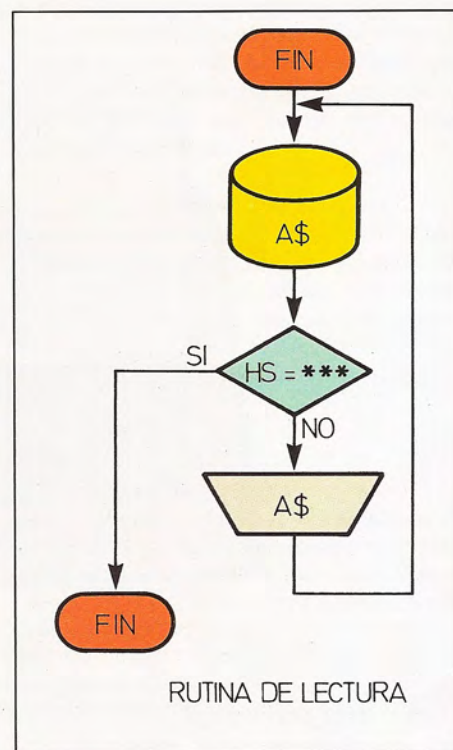 FIN
A$
SI
HS = ***
NO
A$
FIN
RUTINA DE LECTURA